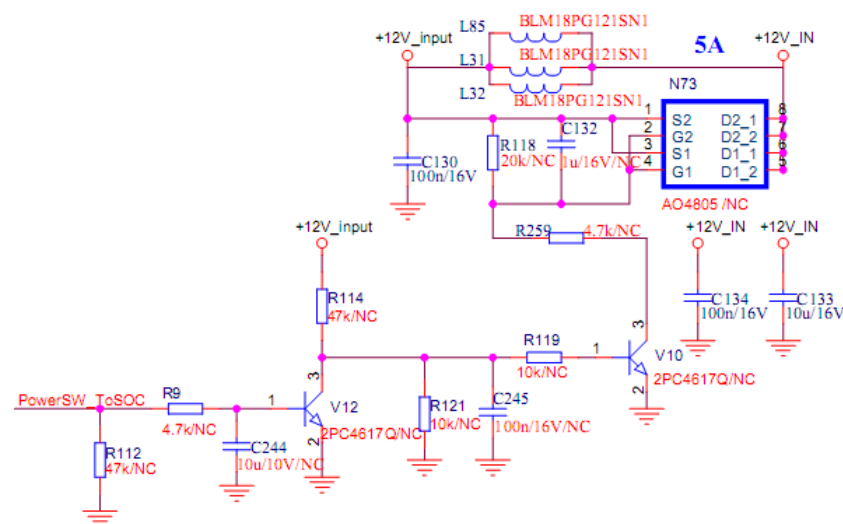 L85
BLM18PG121SN1
+12V_input
5A
+12V_IN
L31
BLM18PG121SN1
L32
BLM18PG121SN1
N73
1
S2
D2_1
8
2
G2
D2_2
7
3
S1
D1_1
6
4
G1
D1_2
5
AO4805 /NC
C130
100n/16V
R118
20k/NC
C132
1u/16V/NC
R259
4.7k/NC
+12V_input
+12V_IN
+12V_IN
C134
100n/16V
C133
10u/16V
R114
47k/NC
R119
10k/NC
1
3
V10
2PC4617Q/NC
2
PowerSW_ToSOC
R9
4.7k/NC
1
3
V12
2PC4617Q/NC
2
R121
10k/NC
C245
100n/16V/NC
R112
47k/NC
C244
10u/10V/NC